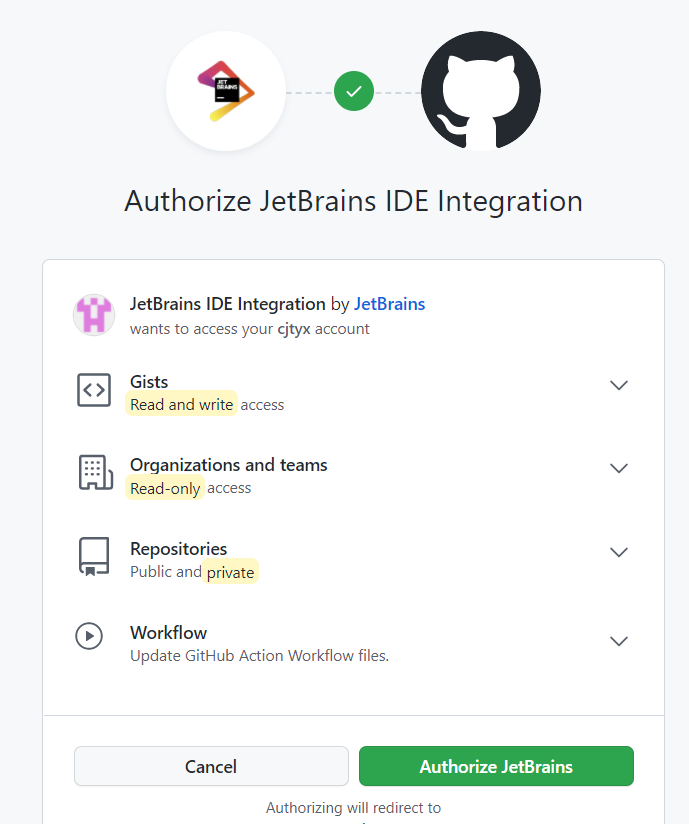 JET
BRAINS
Authorize JetBrains IDE Integration
JetBrains IDE Integration by JetBrains
wants to access your cjtyx account
Gists
Read and write access
Organizations and teams
Read-only access
Repositories
Public and private
Workflow
Update GitHub Action Workflow files.
Cancel
Authorize JetBrains
Authorizing will redirect to